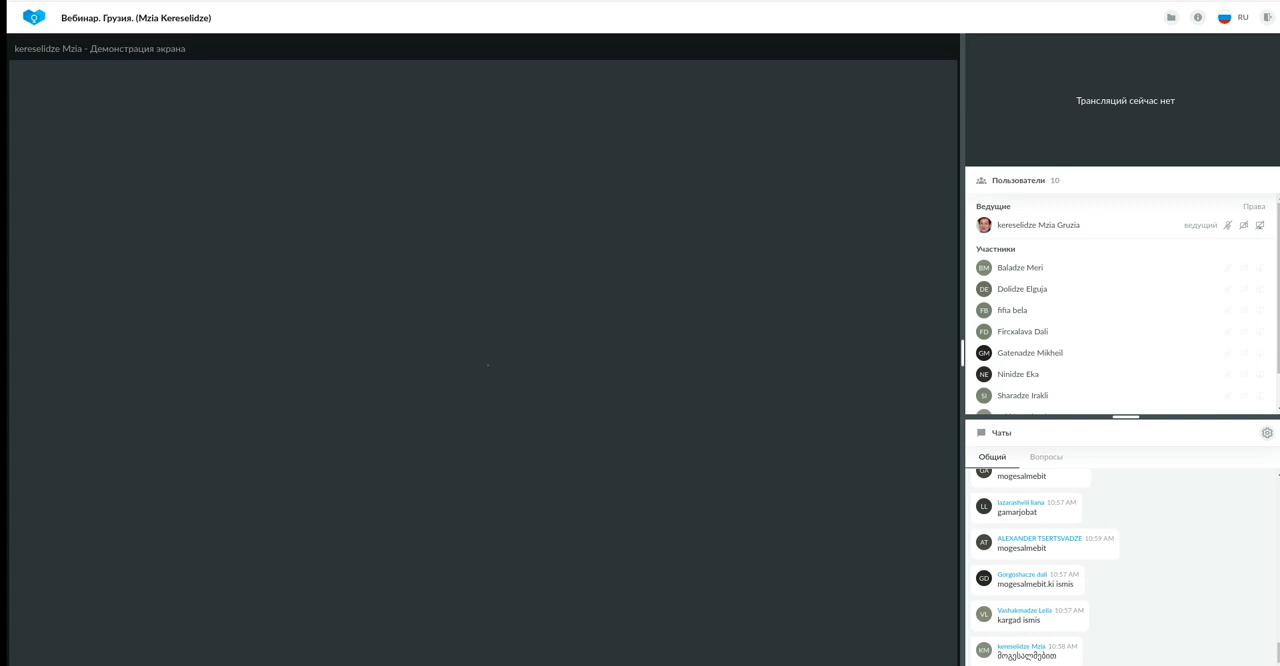 Вебинар. Грузия. (Mzia Kereselidze)
RU
kereselidze Mzia - Демонстрация экрана
Трансляций сейчас нет
Пользователи 10
Ведущие Права
kereselidze Mzia Gruzia ведущий
Участники
BM Baladze Meri
DE Dolidze Elguja
FB fifia bela
FD Fircxalava Dali
GM Gatenadze Mikheil
NE Ninidze Eka
SI Sharadze Irakli
Чаты
Общий Вопросы
GA mogesalmebit
lazarashvili liana 10:57 AM
LL gamarjobat
ALEXANDER TSERTSVADZE 10:59 AM
AT mogesalmebit
Gorgoshacze dali 10:57 AM
GD mogesalmebit.ki ismis
Vashakmadze Leila 10:57 AM
VL kargad ismis
kereselidze Mzia 10:58 AM
KM მოგესალმებით